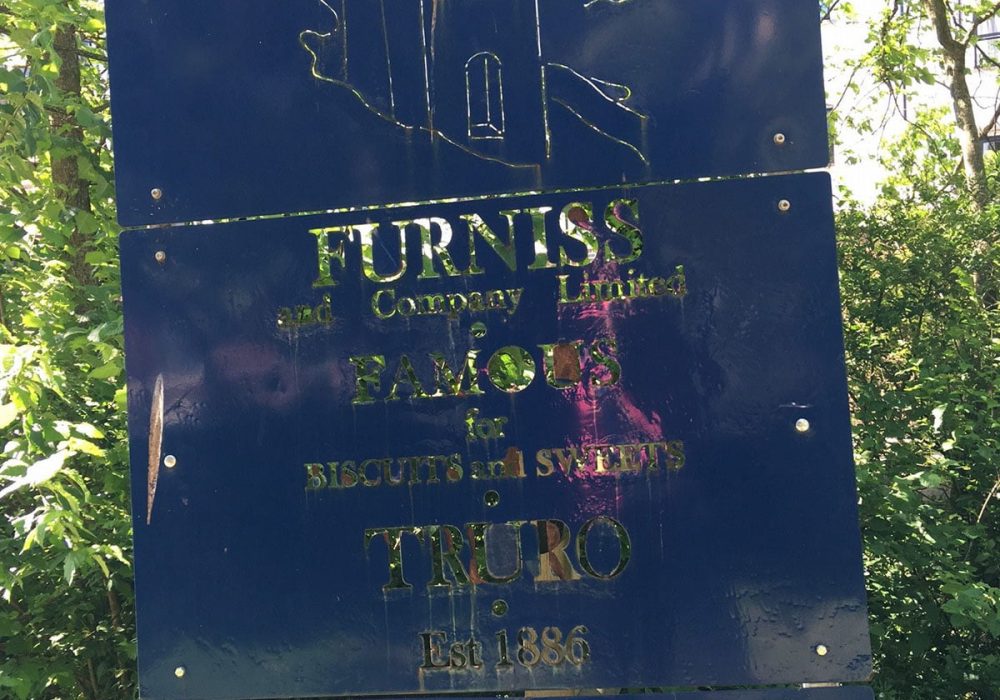 FURNISS
and Company Limited
FAMOUS
for
BISCUITS and SWEETS
TRURO
Est 1886